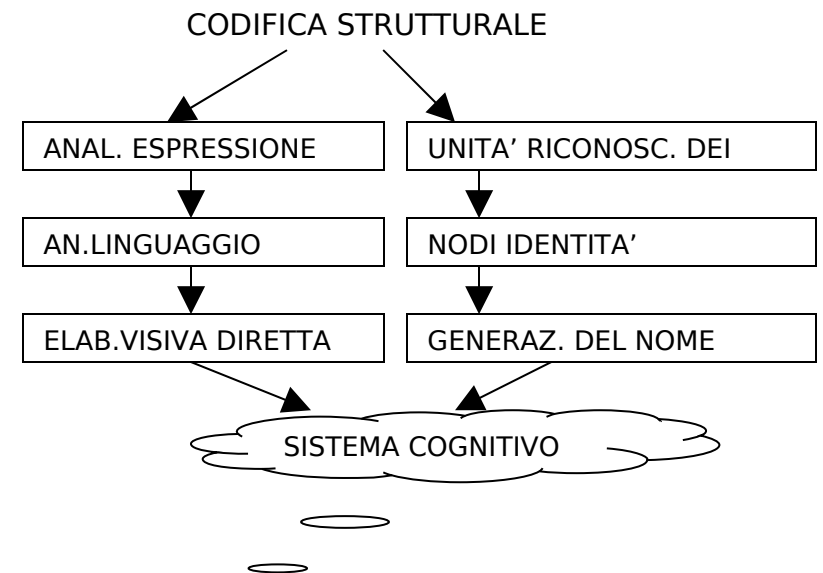 CODIFICA STRUTTURALE
ANAL. ESPRESSIONE
UNITA’ RICONOSC. DEI
AN.LINGUAGGIO
NODI IDENTITA’
ELAB.VISIVA DIRETTA
GENERAZ. DEL NOME
SISTEMA COGNITIVO